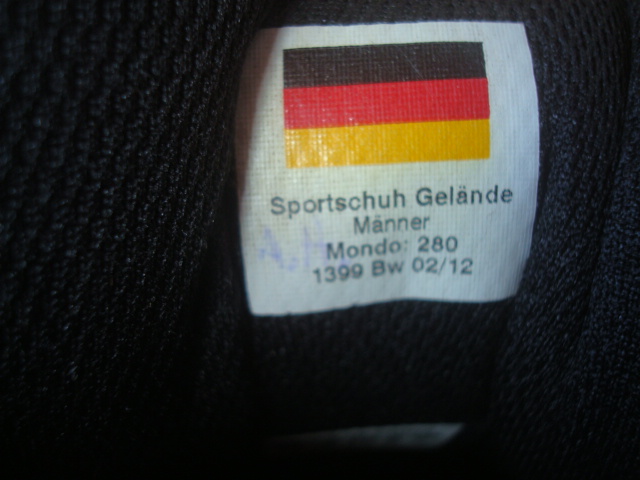 Sportschuh Gelände
Männer
Mondo: 280
1399 Bw 02/12